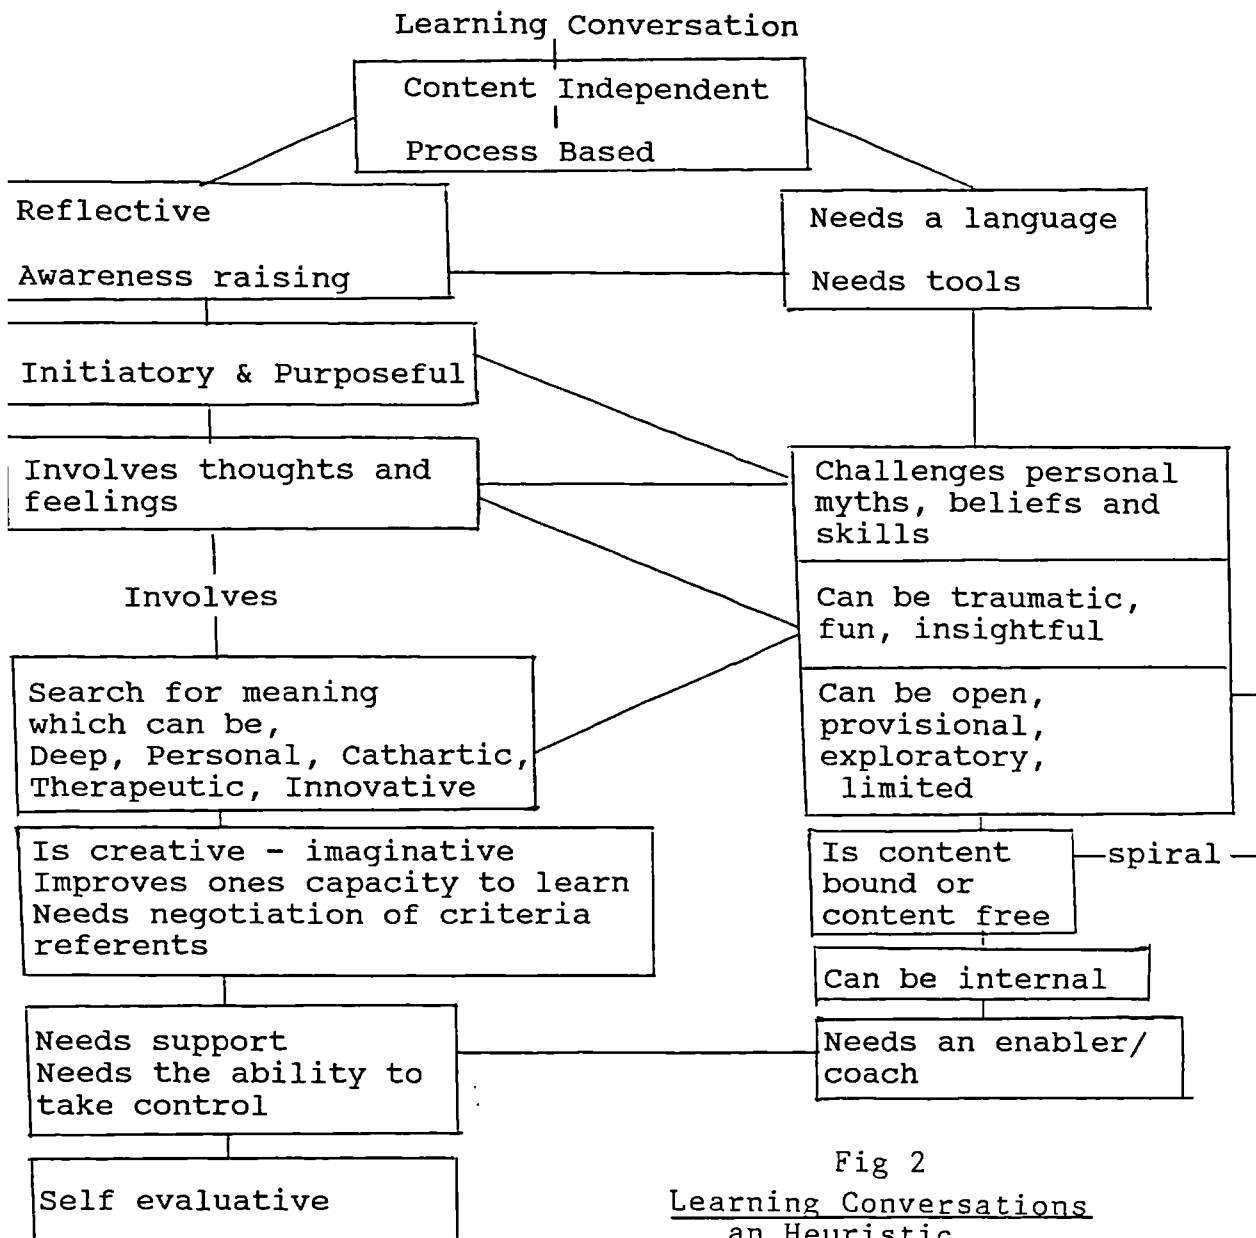 Learning Conversation
Content Independent
Process Based
Reflective
Awareness raising
Needs a language
Needs tools
Initiatory & Purposeful
Involves thoughts and
feelings
Challenges personal
myths, beliefs and
skills
Involves
Can be traumatic,
fun, insightful
Search for meaning
which can be,
Deep, Personal, Cathartic,
Therapeutic, Innovative
Can be open,
provisional,
exploratory,
limited
Is creative - imaginative
Improves ones capacity to learn
Needs negotiation of criteria
referents
Is content
bound or
content free
spiral
Can be internal
Needs support
Needs the ability to
take control
Needs an enabler/
coach
Self evaluative
Fig 2
Learning Conversations
an Heuristic